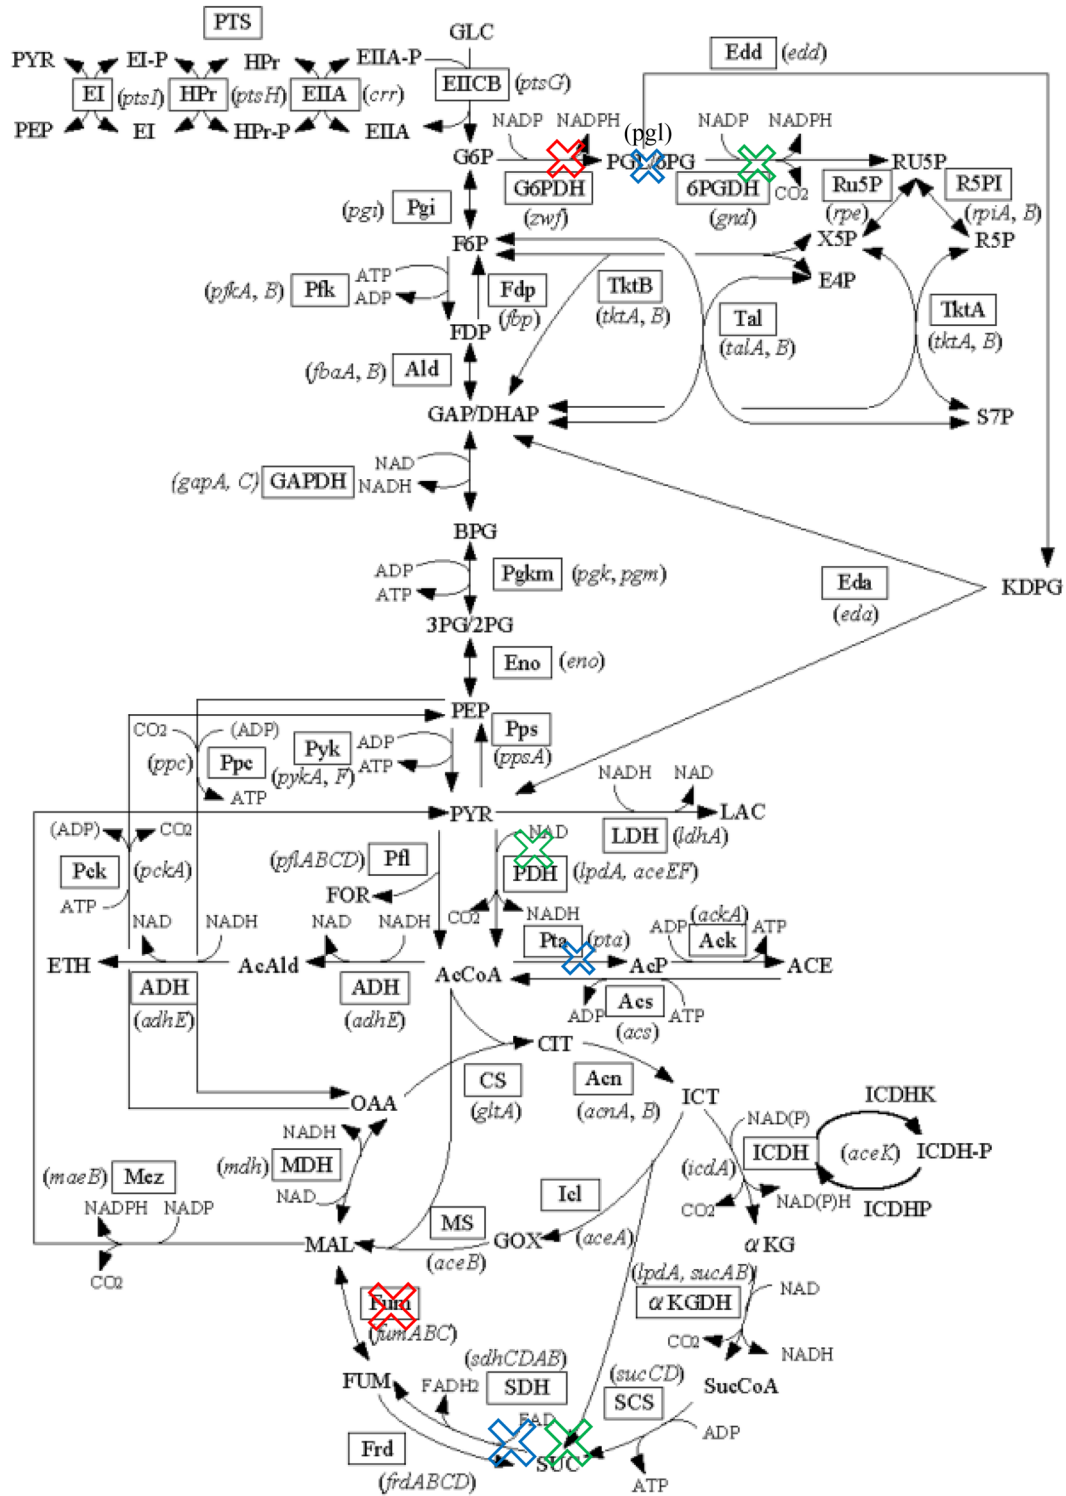 PTS
GLC
PYR EI-P HPr EIIA-P
EI (ptsI) HPr (ptsH) EIIA (crr) EIICB (ptsG)
PEP EI HPr-P EIIA
Edd (edd)
NADP NADPH (pgl) NADP NADPH
G6P PGL/6PG RU5P
G6PDH 6PGDH CO2 Ru5P R5PI
(zwf) (gnd) (rpe) (rpiA, B)
(pgi) Pgi
F6P X5P R5P
(pfkA, B) Pfk ATP ADP Fdp TktB E4P
(fbp) (tktA, B) Tal TktA
FDP (talA, B) (tktA, B)
(fbaA, B) Ald
GAP/DHAP S7P
NAD
(gapA, C) GAPDH NADH
BPG
ADP Pgkm (pgk, pgm)
ATP
Eda KDPG
(eda)
3PG/2PG
Eno (eno)
PEP
CO2 (ADP) ADP Pps
(ppc) Ppc Pyk ATP (ppsA)
(pykA, F)
ATP NADH NAD
PYR LAC
(ADP) CO2 NAD LDH (ldhA)
Pck (pckA) (pflABCD) Pfl PDH (lpdA, aceEF)
ATP FOR
NAD NADH NAD NADH CO2 NADH (ackA)
Pta (pta) ADP Ack ATP
ETH AcAld AcCoA AcP ACE
ADH ADH Acs
(adhE) (adhE) ADP (acs) ATP
CIT
CS Acn
OAA (gltA) (acnA, B) ICT ICDHK
NADH NAD(P)
(mdh) MDH ICDH (aceK) ICDH-P
(maeB) Mez (icdA)
NAD Icl
NADPH NADP MS CO2 NAD(P)H ICDHP
MAL (aceB) GOX (aceA) αKG
CO2
(lpdA, sucAB)
Fum αKGDH NAD
(fumABC) CO2
NADH
(sdhCDAB) (sucCD)
FUM FADH2 SDH SCS SucCoA
FAD
Frd ADP
SUC
(frdABCD) ATP